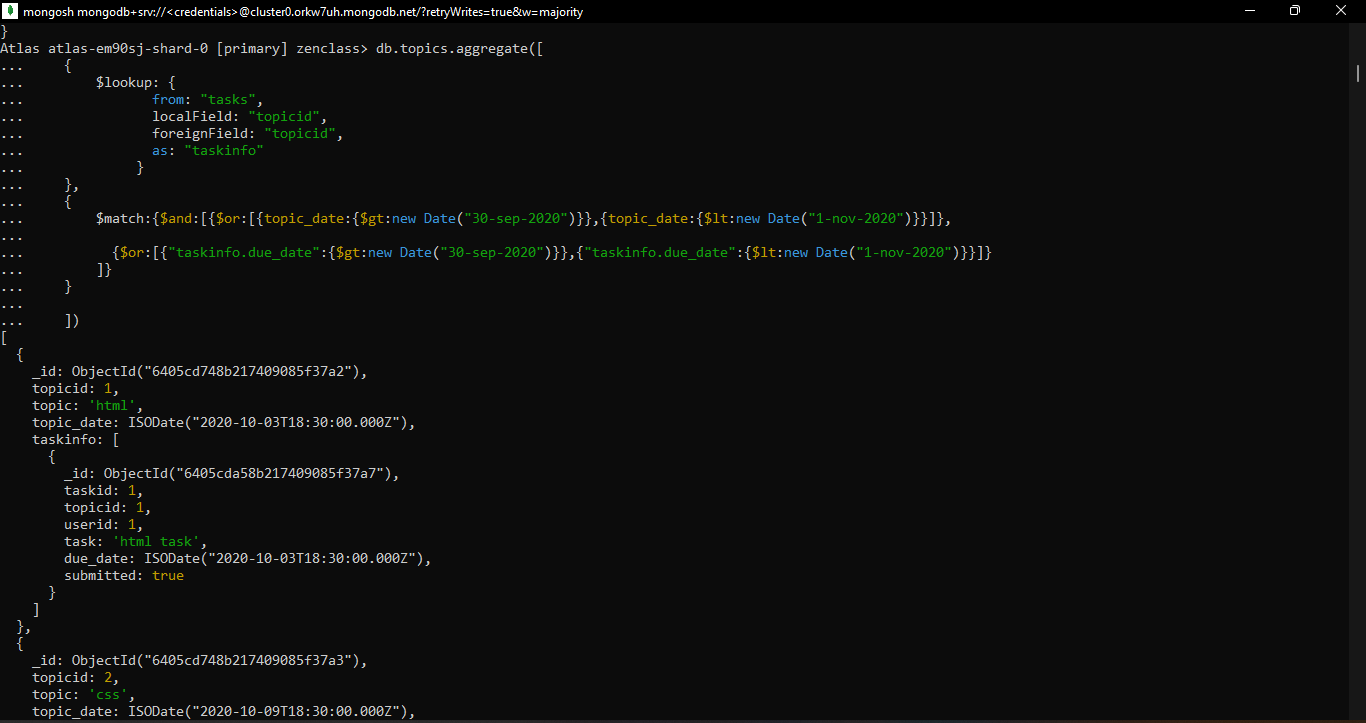 mongosh mongodb+srv://<credentials>@cluster0.orkw7uh.mongodb.net/?retryWrites=true&w=majority
}
Atlas atlas-em90sj-shard-0 [primary] zenclass> db.topics.aggregate([
...     {
...         $lookup: {
...                from: "tasks",
...                localField: "topicid",
...                foreignField: "topicid",
...                as: "taskinfo"
...              }
...     },
...     {
...         $match:{$and:[{$or:[{topic_date:{$gt:new Date("30-sep-2020")}},{topic_date:{$lt:new Date("1-nov-2020")}}]},
...
...           {$or:[{"taskinfo.due_date":{$gt:new Date("30-sep-2020")}},{"taskinfo.due_date":{$lt:new Date("1-nov-2020")}}]}
...         ]}
...     }
...
...     ])
[
  {
    _id: ObjectId("6405cd748b217409085f37a2"),
    topicid: 1,
    topic: 'html',
    topic_date: ISODate("2020-10-03T18:30:00.000Z"),
    taskinfo: [
      {
        _id: ObjectId("6405cda58b217409085f37a7"),
        taskid: 1,
        topicid: 1,
        userid: 1,
        task: 'html task',
        due_date: ISODate("2020-10-03T18:30:00.000Z"),
        submitted: true
      }
    ]
  },
  {
    _id: ObjectId("6405cd748b217409085f37a3"),
    topicid: 2,
    topic: 'css',
    topic_date: ISODate("2020-10-09T18:30:00.000Z"),